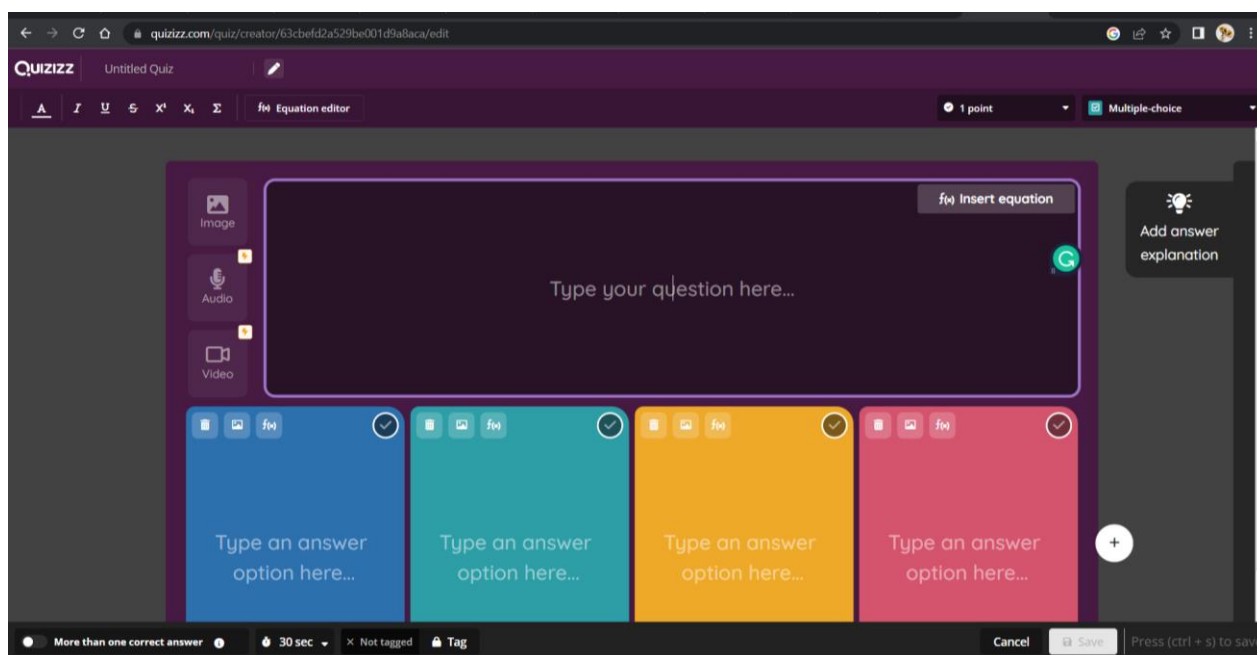 quizizz.com/quiz/creator/63cbefd2a529be001d9a8aca/edit
QUIZIZZ Untitled Quiz
A I U S X¹ X₁ Σ f(x) Equation editor 1 point Multiple-choice
Image
f(x) Insert equation
Add answer
explanation
Audio
Type your question here...
Video
f(x) f(x) f(x) f(x)
Type an answer Type an answer Type an answer Type an answer
option here... option here... option here... option here...
+
More than one correct answer 30 sec × Not tagged Tag Cancel Save Press (ctrl + s) to save